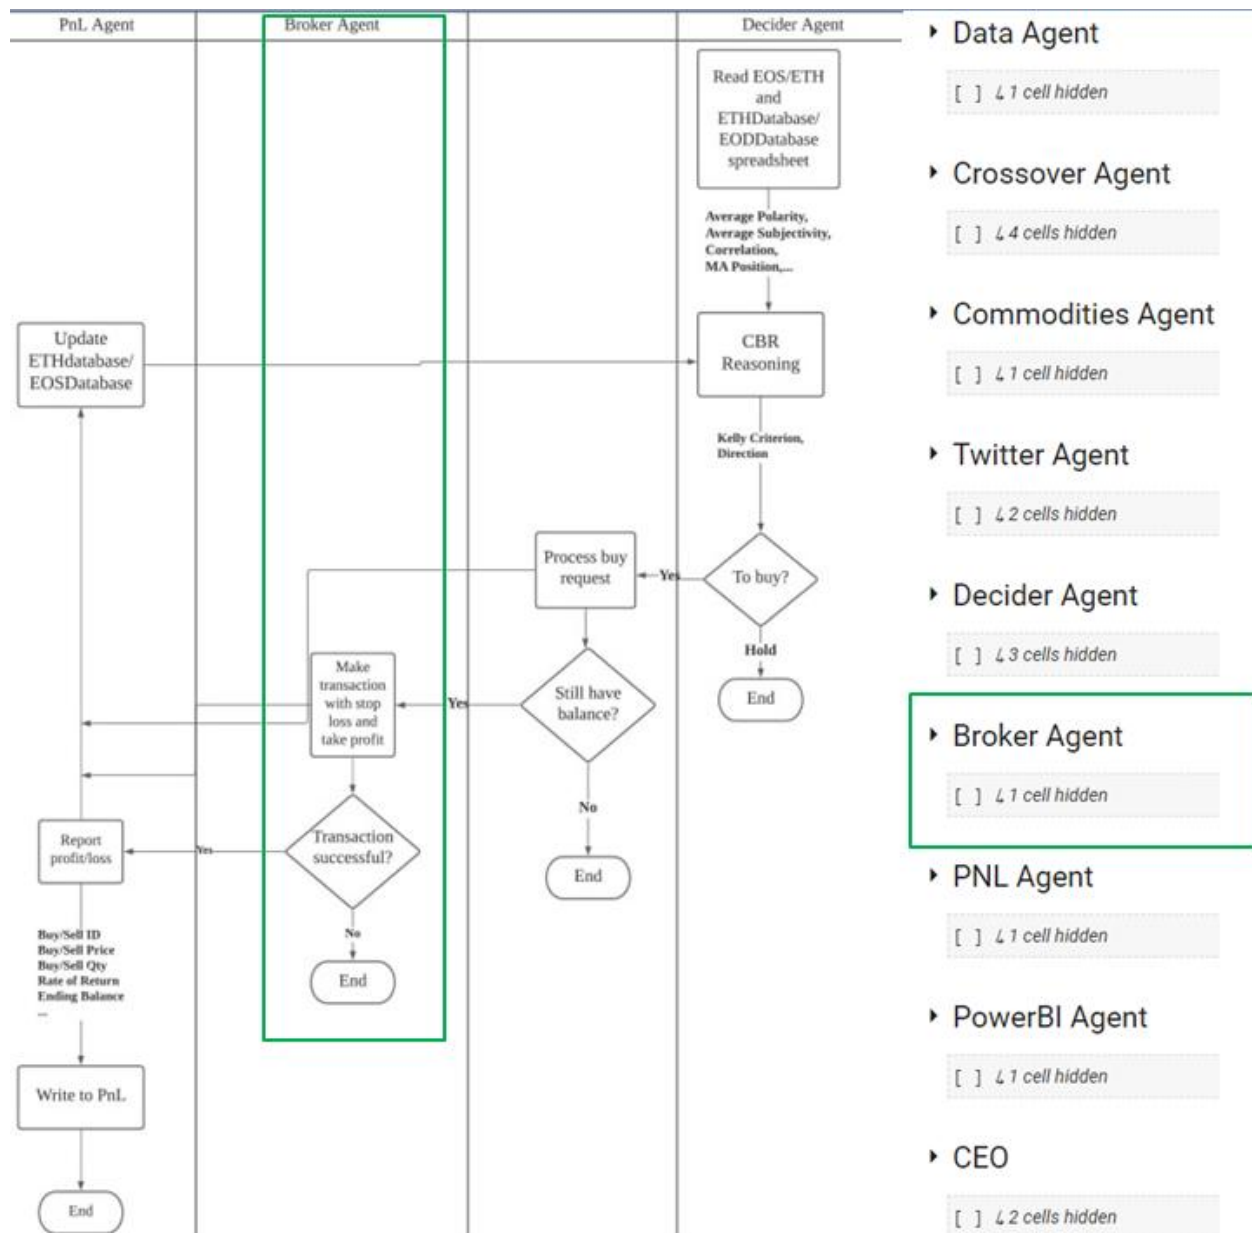 PnL Agent
Broker Agent
Decider Agent
Read EOS/ETH
and
ETHDatabase/
EODDatabase
spreadsheet
Average Polarity,
Average Subjectivity,
Correlation,
MA Position,...
Update
ETHdatabase/
EOSDatabase
CBR
Reasoning
Kelly Criterion,
Direction
Process buy
request
Yes
To buy?
Hold
End
Make
transaction
with stop
loss and
take profit
Yes
Still have
balance?
No
End
Report
profit/loss
Yes
Transaction
successful?
No
End
Buy/Sell ID
Buy/Sell Price
Buy/Sell Qty
Rate of Return
Ending Balance
...
Write to PnL
End
Data Agent
[ ] ↳ 1 cell hidden
Crossover Agent
[ ] ↳ 4 cells hidden
Commodities Agent
[ ] ↳ 1 cell hidden
Twitter Agent
[ ] ↳ 2 cells hidden
Decider Agent
[ ] ↳ 3 cells hidden
Broker Agent
[ ] ↳ 1 cell hidden
PNL Agent
[ ] ↳ 1 cell hidden
PowerBI Agent
[ ] ↳ 1 cell hidden
CEO
[ ] ↳ 2 cells hidden